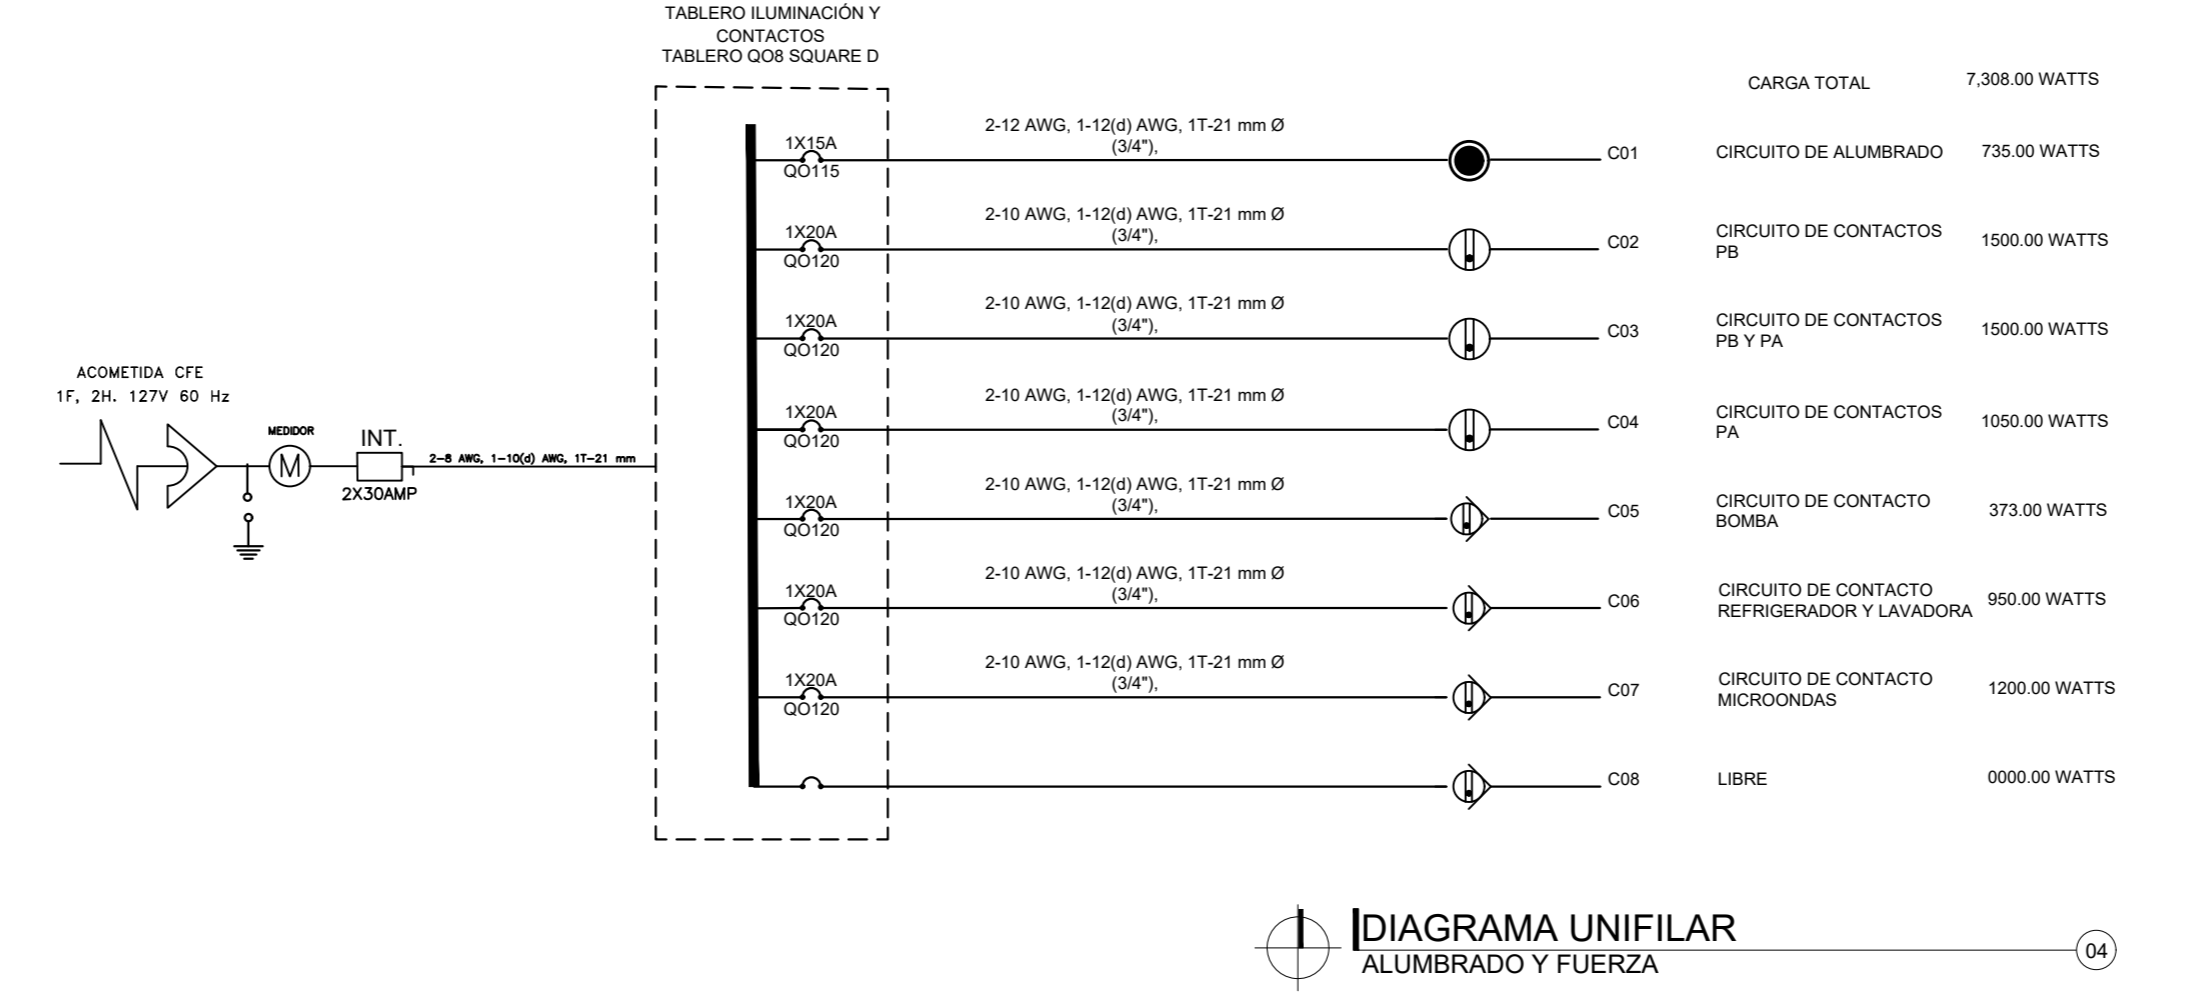 TABLERO ILUMINACIÓN Y
CONTACTOS
TABLERO QO8 SQUARE D
CARGA TOTAL 7,308.00 WATTS
2-12 AWG, 1-12(d) AWG, 1T-21 mm Ø
(3/4"),
1X15A
QO115
C01 CIRCUITO DE ALUMBRADO 735.00 WATTS
2-10 AWG, 1-12(d) AWG, 1T-21 mm Ø
(3/4"),
1X20A
QO120
C02 CIRCUITO DE CONTACTOS 1500.00 WATTS
PB
2-10 AWG, 1-12(d) AWG, 1T-21 mm Ø
(3/4"),
1X20A
QO120
C03 CIRCUITO DE CONTACTOS 1500.00 WATTS
PB Y PA
ACOMETIDA CFE
1F, 2H. 127V 60 Hz
MEDIDOR
M
INT.
2X30AMP
2-8 AWG, 1-10(d) AWG, 1T-21 mm
2-10 AWG, 1-12(d) AWG, 1T-21 mm Ø
(3/4"),
1X20A
QO120
C04 CIRCUITO DE CONTACTOS 1050.00 WATTS
PA
2-10 AWG, 1-12(d) AWG, 1T-21 mm Ø
(3/4"),
1X20A
QO120
C05 CIRCUITO DE CONTACTO 373.00 WATTS
BOMBA
2-10 AWG, 1-12(d) AWG, 1T-21 mm Ø
(3/4"),
1X20A
QO120
C06 CIRCUITO DE CONTACTO 950.00 WATTS
REFRIGERADOR Y LAVADORA
2-10 AWG, 1-12(d) AWG, 1T-21 mm Ø
(3/4"),
1X20A
QO120
C07 CIRCUITO DE CONTACTO 1200.00 WATTS
MICROONDAS
C08 LIBRE 0000.00 WATTS
DIAGRAMA UNIFILAR
ALUMBRADO Y FUERZA
04